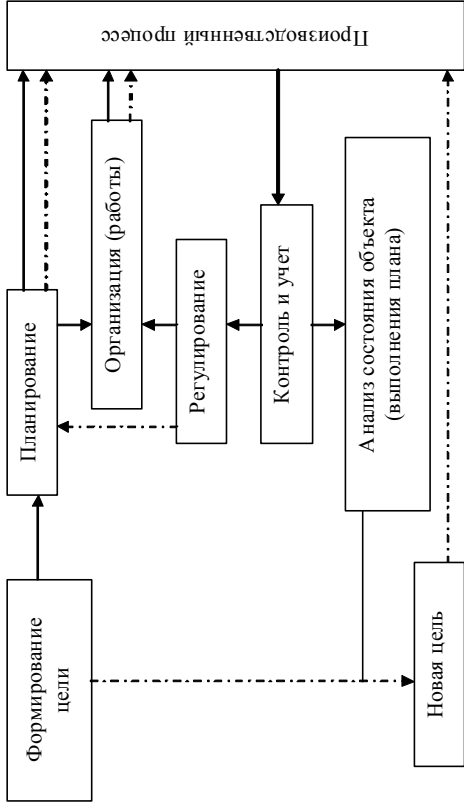 Формирование
цели
Планирование
Организация (работы)
Регулирование
Контроль и учет
Анализ состояния объекта
(выполнения плана)
Новая цель
Производственный процесс